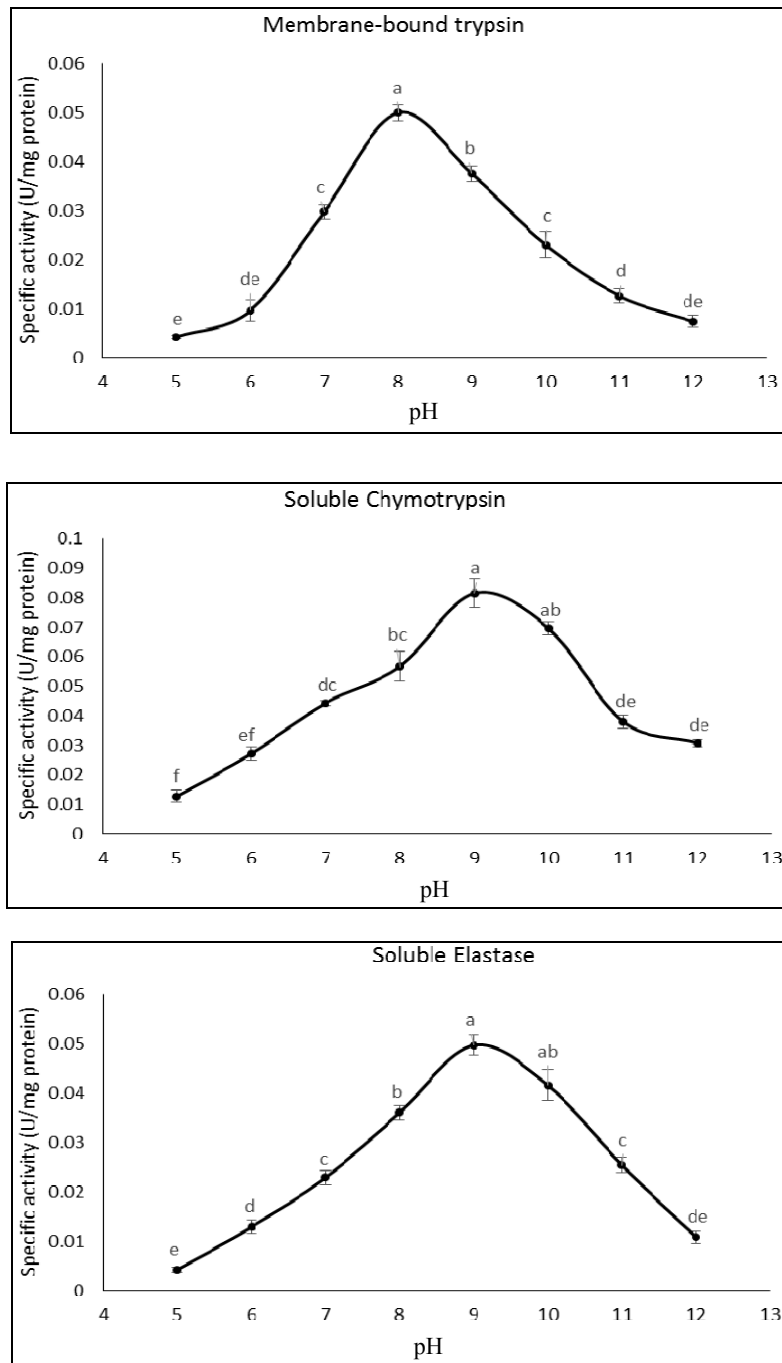 Membrane-bound trypsin
Specific activity (U/mg protein)
0.06
0.05
0.04
0.03
0.02
0.01
0
e
de
c
a
b
c
d
de
4 5 6 7 8 9 10 11 12 13
pH
Soluble Chymotrypsin
Specific activity (U/mg protein)
0.1
0.09
0.08
0.07
0.06
0.05
0.04
0.03
0.02
0.01
0
f
ef
dc
bc
a
ab
de
de
4 5 6 7 8 9 10 11 12 13
pH
Soluble Elastase
Specific activity (U/mg protein)
0.06
0.05
0.04
0.03
0.02
0.01
0
e
d
c
b
a
ab
c
de
4 5 6 7 8 9 10 11 12 13
pH